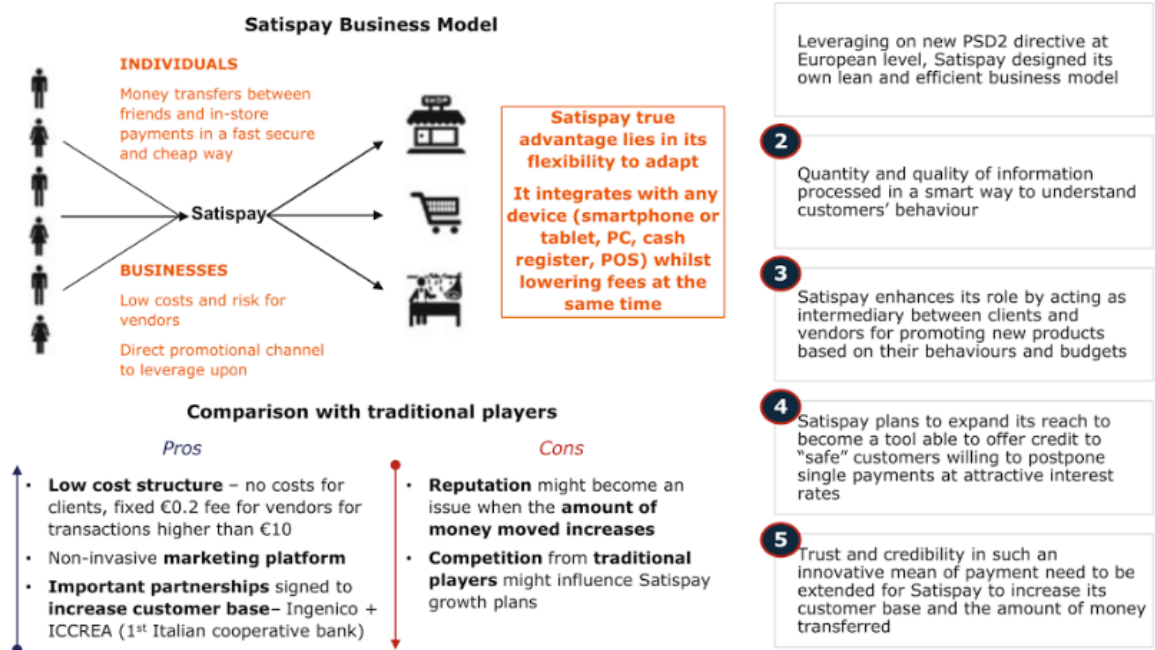 Satispay Business Model
INDIVIDUALS
Money transfers between
friends and in-store
payments in a fast secure
and cheap way
Satispay
BUSINESSES
Low costs and risk for
vendors
Direct promotional channel
to leverage upon
SHOP
Satispay true
advantage lies in its
flexibility to adapt
It integrates with any
device (smartphone or
tablet, PC, cash
register, POS) whilst
lowering fees at the
same time
Comparison with traditional players
Pros
• Low cost structure – no costs for
clients, fixed €0.2 fee for vendors for
transactions higher than €10
• Non-invasive marketing platform
• Important partnerships signed to
increase customer base– Ingenico +
ICCREA (1st Italian cooperative bank)
Cons
• Reputation might become an
issue when the amount of
money moved increases
• Competition from traditional
players might influence Satispay
growth plans
Leveraging on new PSD2 directive at
European level, Satispay designed its
own lean and efficient business model
2
Quantity and quality of information
processed in a smart way to understand
customers' behaviour
3
Satispay enhances its role by acting as
intermediary between clients and
vendors for promoting new products
based on their behaviours and budgets
4
Satispay plans to expand its reach to
become a tool able to offer credit to
"safe" customers willing to postpone
single payments at attractive interest
rates
5
Trust and credibility in such an
innovative mean of payment need to be
extended for Satispay to increase its
customer base and the amount of money
transferred